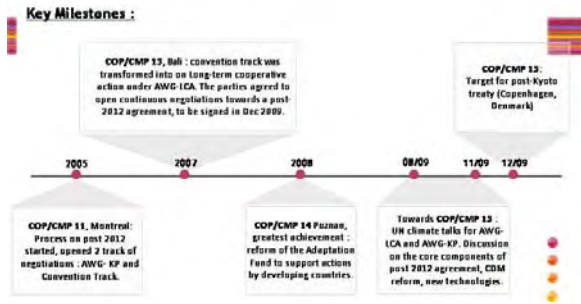 Key Milestones :
COP/CMP 13, Bali : convention track was
transformed into on Long-term cooperative
action under AWG-LCA. The parties agreed to
open continuous negotiations towards a post-
2012 agreement, to be signed in Dec 2009.
COP/CMP 15:
Target for post-Kyoto
treaty (Copenhagen,
Denmark)
2005
2007
2008
08/09
11/09
12/09
COP/CMP 11, Montreal:
Process on post 2012
started, opened 2 track of
negotiations : AWG- KP and
Convention Track.
COP/CMP 14 Poznan,
greatest achievement :
reform of the Adaptation
Fund to support actions
by developing countries.
Towards COP/CMP 15 :
UN climate talks for AWG-
LCA and AWG-KP. Discussion
on the core components of
post 2012 agreement, CDM
reform, new technologies.